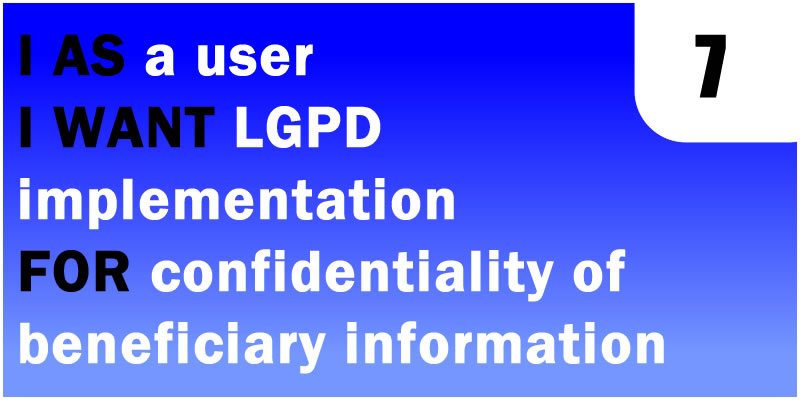 I AS a user
7
I WANT LGPD
implementation
FOR confidentiality of
beneficiary information